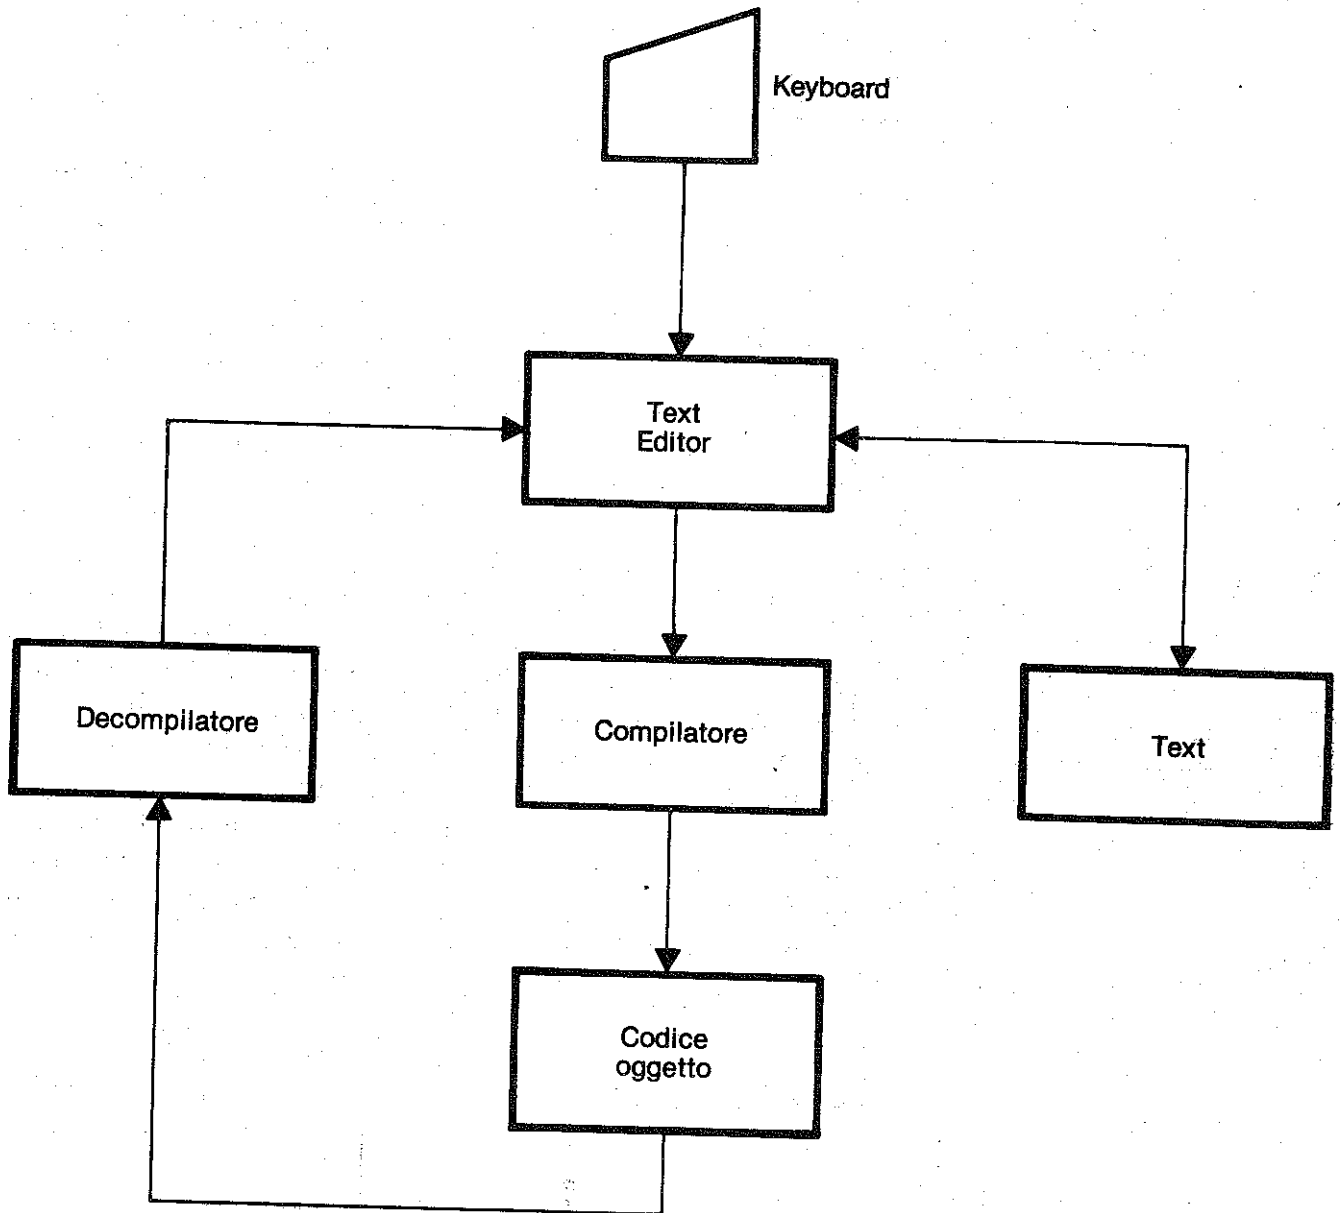 Keyboard
Text
Editor
Decompilatore
Compilatore
Text
Codice
oggetto